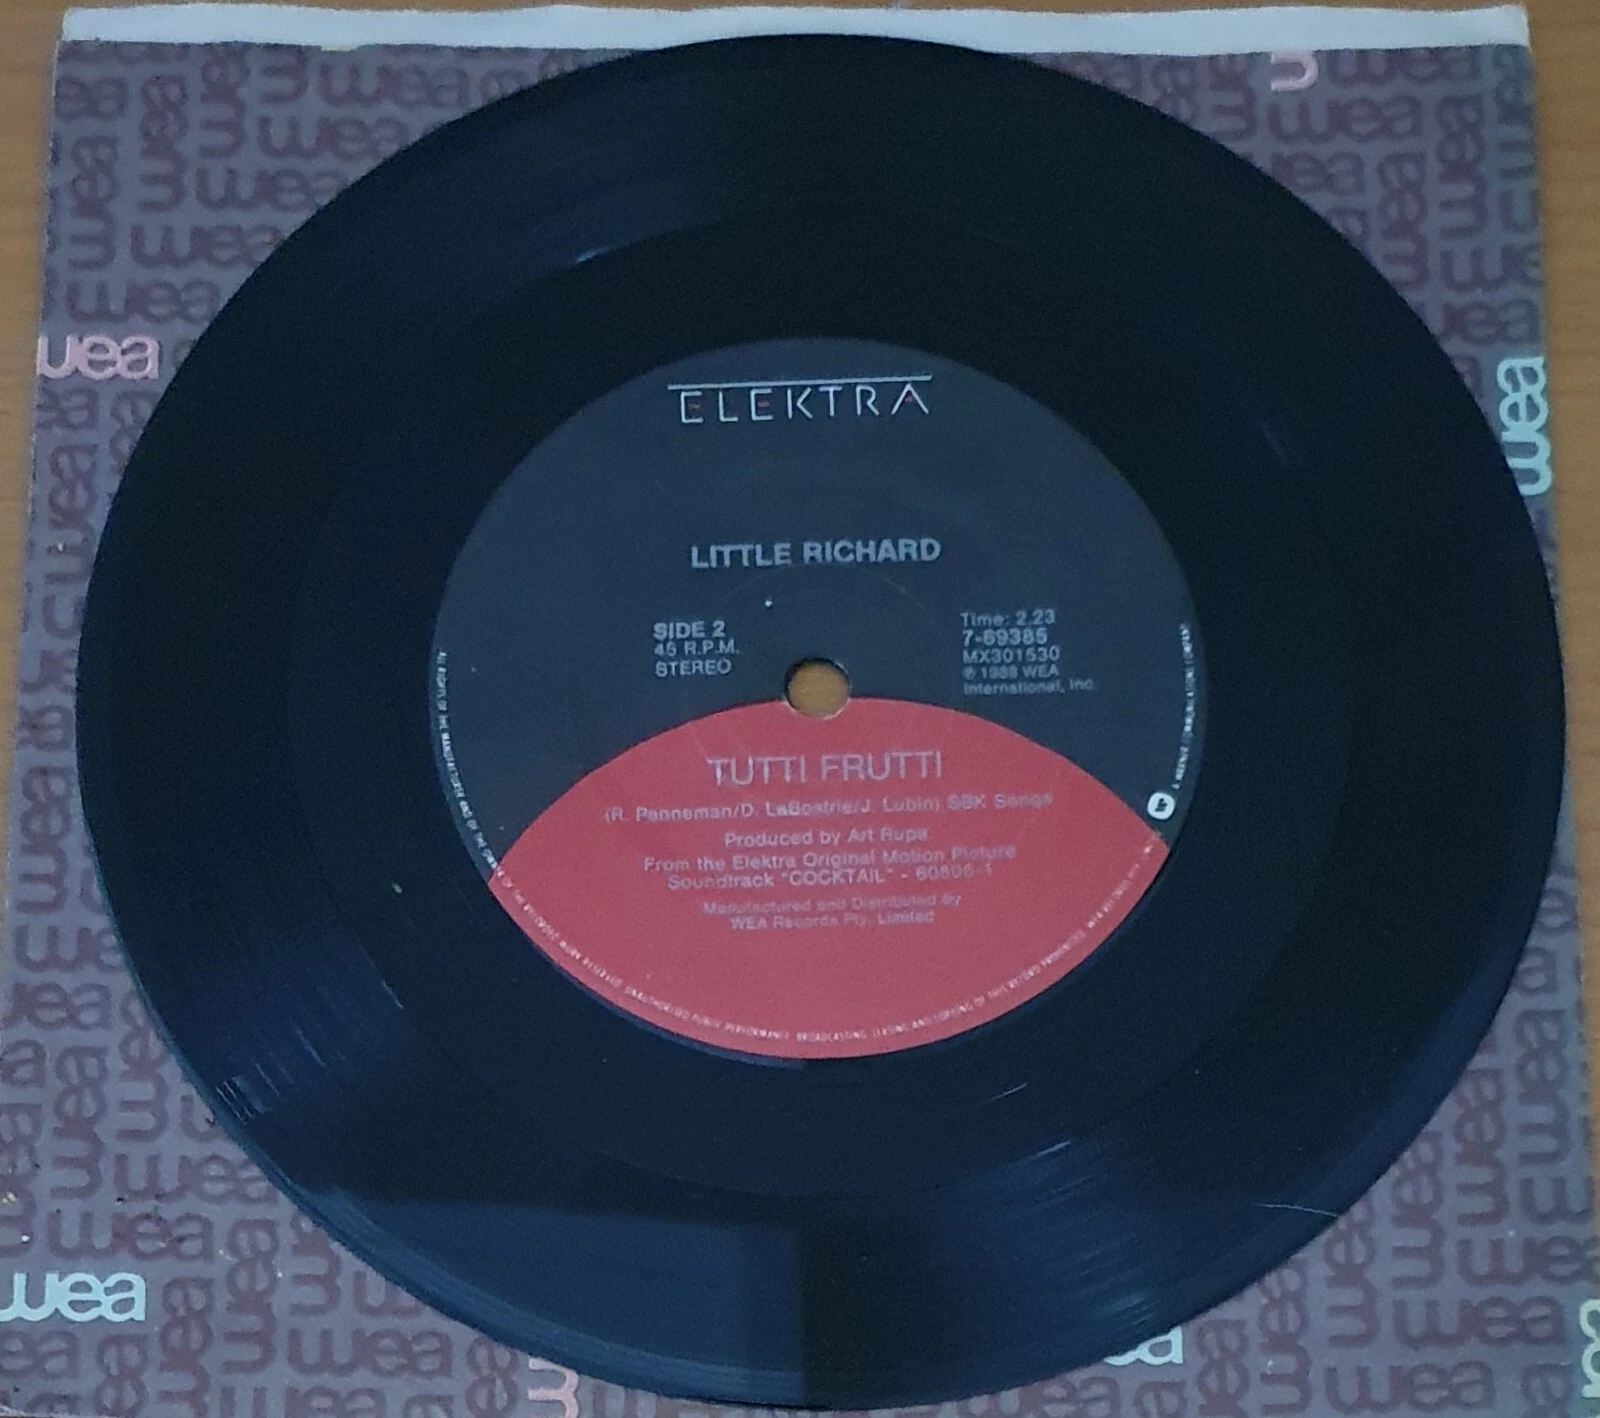 ELEKTRA
LITTLE RICHARD
SIDE 2
45 R.P.M.
STEREO
Time: 2.23
7-69385
MX301530
℗ 1988 WEA
International, Inc.
TUTTI FRUTTI
(R. Penneman/D. LaBostrie/J. Lubin) SBK Songs
Produced by Art Rupe
From the Elektra Original Motion Picture
Soundtrack "COCKTAIL" - 60806-1
Manufactured and Distributed by
WEA Records Pty. Limited
wea
wea
wea